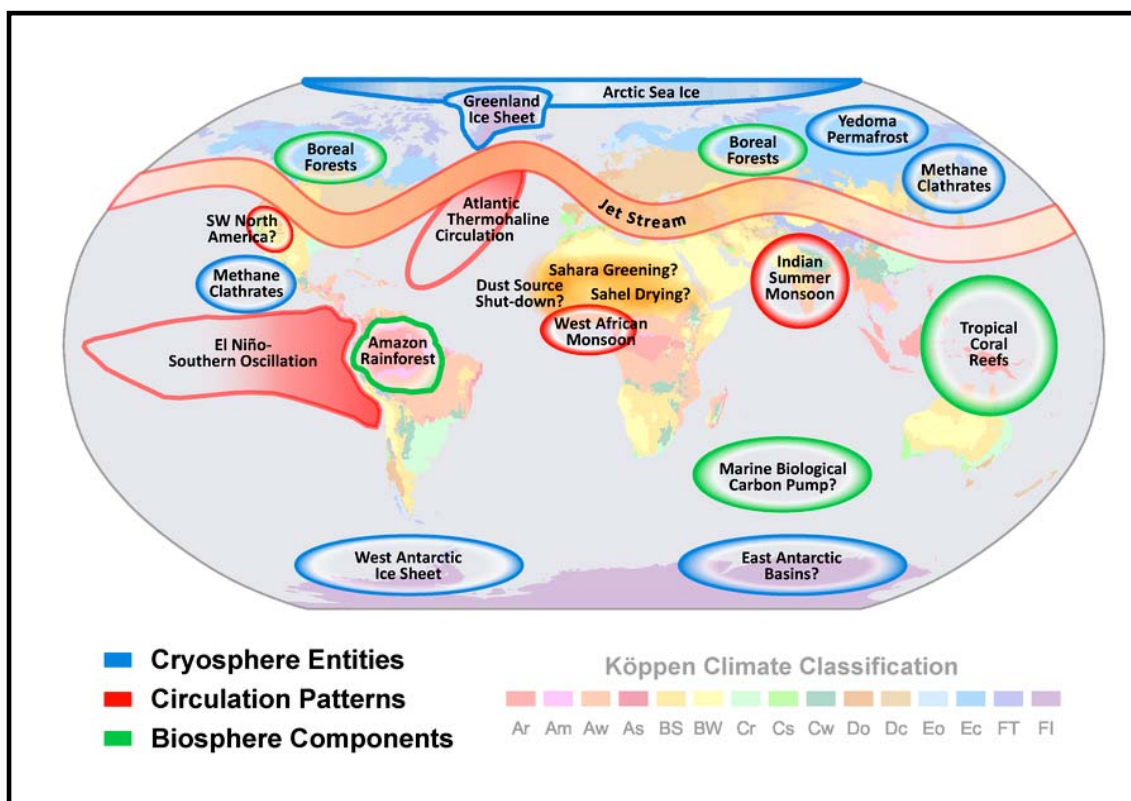 Arctic Sea Ice
Greenland
Ice Sheet
Yedoma
Permafrost
Boreal
Forests
Boreal
Forests
Methane
Clathrates
Jet Stream
Atlantic
Thermohaline
Circulation
SW North
America?
Methane
Clathrates
Sahara Greening?
Dust Source
Shut-down?
Sahel Drying?
Indian
Summer
Monsoon
West African
Monsoon
El Niño-
Southern Oscillation
Amazon
Rainforest
Tropical
Coral
Reefs
Marine Biological
Carbon Pump?
West Antarctic
Ice Sheet
East Antarctic
Basins?
Cryosphere Entities
Circulation Patterns
Biosphere Components
Köppen Climate Classification
Ar Am Aw As BS BW Cr Cs Cw Do Dc Eo Ec FT FI